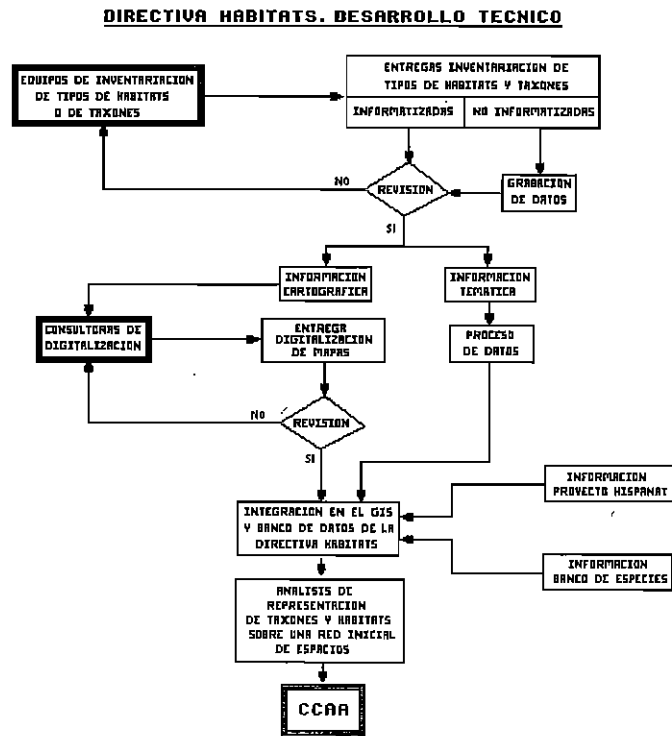 DIRECTIVA HABITATS. DESARROLLO TECNICO
EQUIPOS DE INVENTARIACION
DE TIPOS DE HABITATS
O DE TAXONES
ENTREGAS INVENTARIACION DE
TIPOS DE HABITATS Y TAXONES
INFORMATIZADAS
NO INFORMATIZADAS
NO
REVISION
GRABACION
DE DATOS
SI
INFORMACION
CARTOGRAFICA
INFORMACION
TEMATICA
CONSULTORAS DE
DIGITALIZACION
ENTREGA
DIGITALIZACION
DE MAPAS
PROCESO
DE DATOS
NO
REVISION
SI
INTEGRACION EN EL GIS
Y BANCO DE DATOS DE LA
DIRECTIVA HABITATS
INFORMACION
PROYECTO HISPANAT
INFORMACION
BANCO DE ESPECIES
ANALISIS DE
REPRESENTACION
DE TAXONES Y HABITATS
SOBRE UNA RED INICIAL
DE ESPACIOS
CCAA